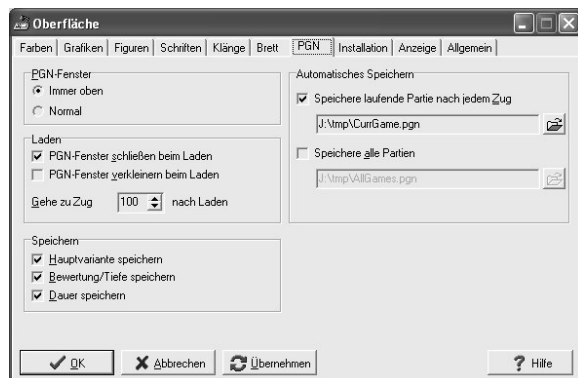 Oberfläche
Farben Grafiken Figuren Schriften Klänge Brett PGN Installation Anzeige Allgemein
PGN-Fenster
Immer oben
Normal
Laden
PGN-Fenster schließen beim Laden
PGN-Fenster verkleinern beim Laden
Gehe zu Zug 100 nach Laden
Speichern
Hauptvariante speichern
Bewertung/Tiefe speichern
Dauer speichern
Automatisches Speichern
Speichere laufende Partie nach jedem Zug
J:\tmp\CurrGame.pgn
Speichere alle Partien
J:\tmp\AllGames.pgn
OK Abbrechen Übernehmen Hilfe